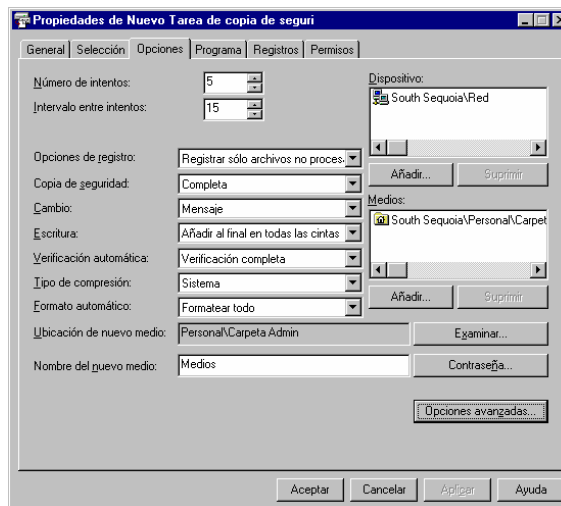 Propiedades de Nuevo Tarea de copia de seguri
General Selección Opciones Programa Registros Permisos
Número de intentos: 5
Intervalo entre intentos: 15
Dispositivo:
South Sequoia\Red
Añadir... Suprimir
Opciones de registro: Registrar sólo archivos no proces.
Copia de seguridad: Completa
Cambio: Mensaje
Escritura: Añadir al final en todas las cintas
Verificación automática: Verificación completa
Tipo de compresión: Sistema
Formato automático: Formatear todo
Medios:
South Sequoia\Personal\Carpet
Añadir... Suprimir
Ubicación de nuevo medio: Personal\Carpeta Admin Examinar...
Nombre del nuevo medio: Medios Contraseña...
Opciones avanzadas...
Aceptar Cancelar Aplicar Ayuda